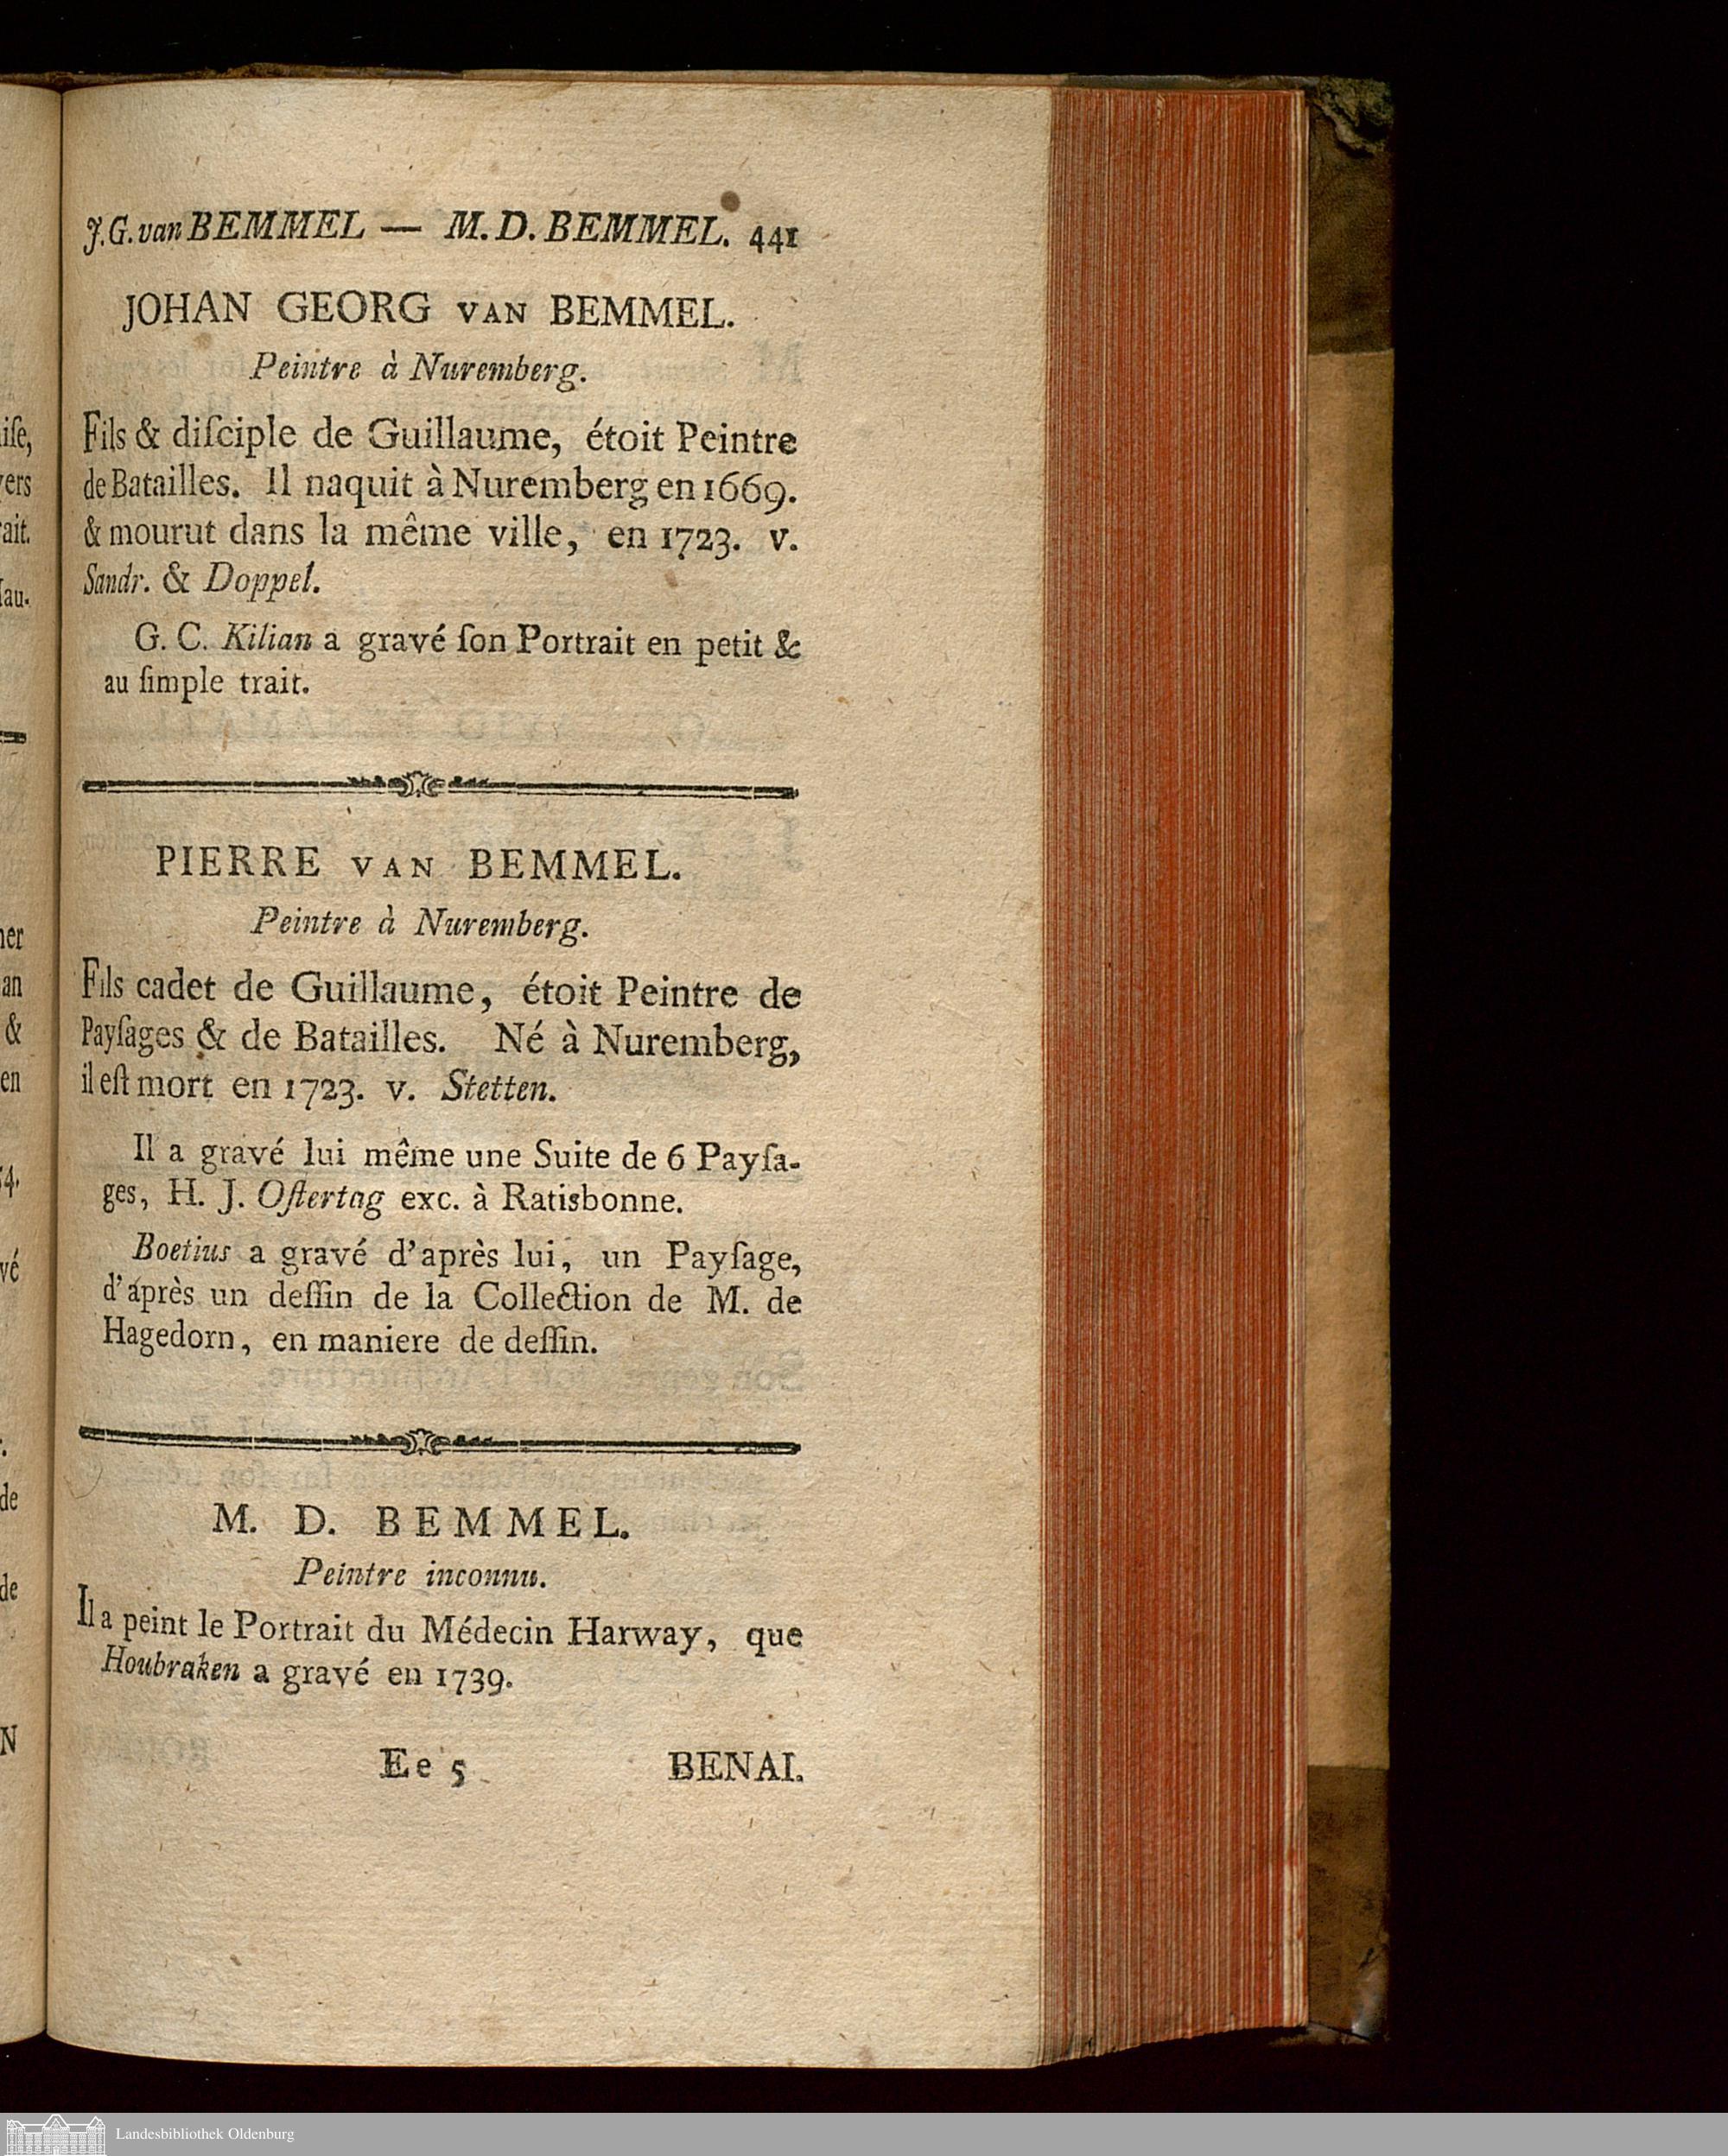 J. G. van BEMMEL — M. D. BEMMEL. 441
JOHAN GEORG VAN BEMMEL.
Peintre à Nuremberg.
Fils & diſciple de Guillaume, étoit Peintre
de Batailles. Il naquit à Nuremberg en 1669.
& mourut dans la même ville, en 1723. v.
Sandr. & Doppel.
G. C. Kilian a gravé ſon Portrait en petit &
au ſimple trait.
PIERRE VAN BEMMEL.
Peintre à Nuremberg.
Fils cadet de Guillaume, étoit Peintre de
Payſages & de Batailles. Né à Nuremberg,
il eſt mort en 1723. v. Stetten.
Il a gravé lui même une Suite de 6 Payſa-
ges, H. J. Oſtertag exc. à Ratisbonne.
Boetius a gravé d'après lui, un Payſage,
d'après un deſſin de la Collection de M. de
Hagedorn, en maniere de deſſin.
M. D. BEMMEL.
Peintre inconnu.
Il a peint le Portrait du Médecin Harway, que
Houbraken a gravé en 1739.
Ee 5 BENAI.
Landesbibliothek Oldenburg